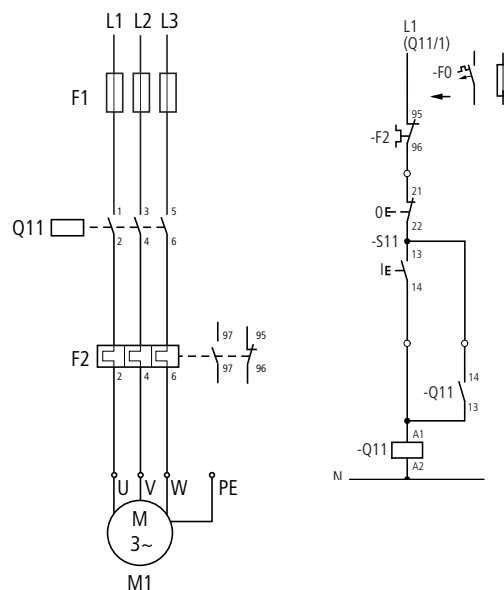 L1 L2 L3
F1
Q11
1 3 5
2 4 6
F2
97 95
97 96
2 4 6
U V W PE
M
3~
M1
L1
(Q11/1)
-F0
95
-F2
96
21
0E
22
-S11
13
IE
14
14
-Q11
13
A1
-Q11
A2
N